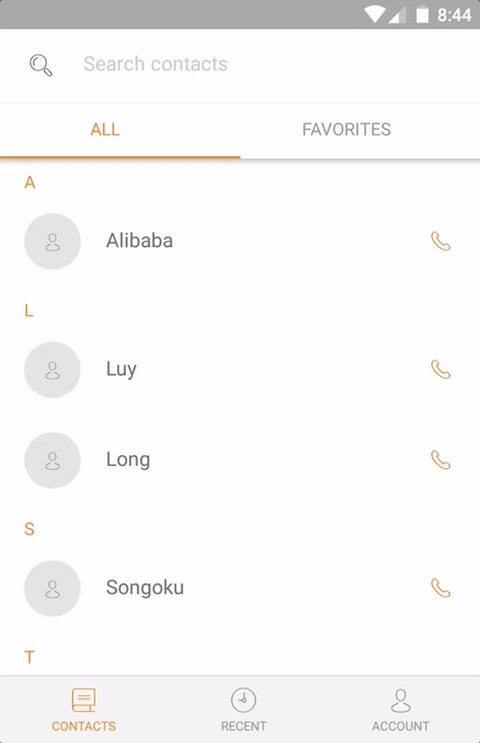 8:44
Search contacts
ALL
FAVORITES
A
Alibaba
L
Luy
Long
S
Songoku
T
CONTACTS
RECENT
ACCOUNT